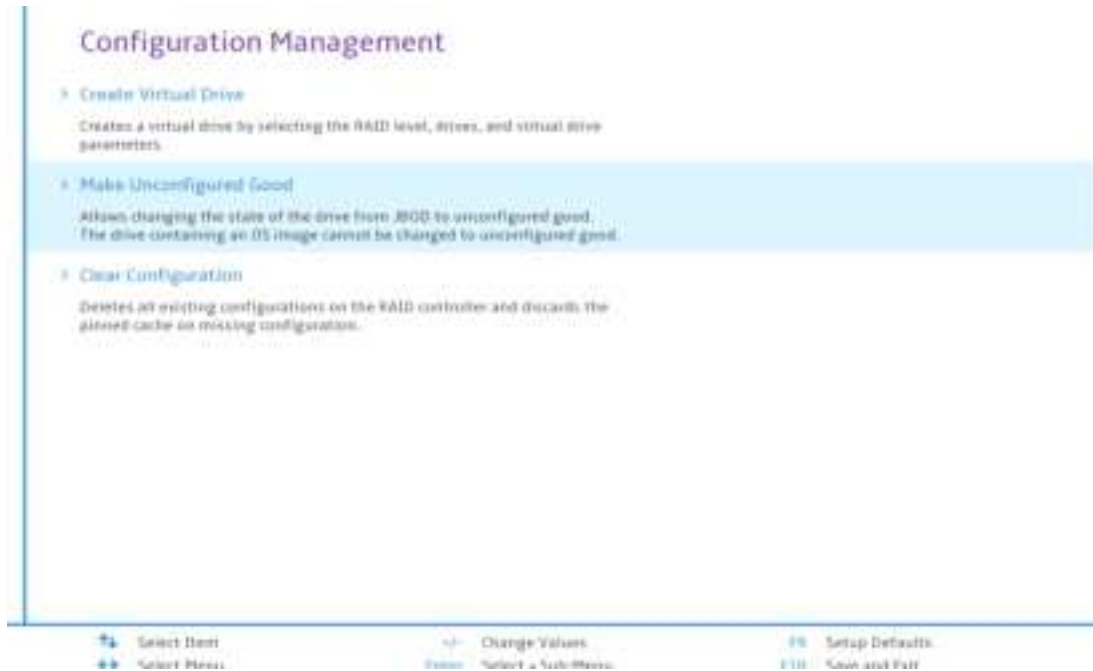 Configuration Management
Create Virtual Drive
Creates a virtual drive by selecting the RAID level, drives, and virtual drive
parameters.
Make Unconfigured Good
Allows changing the state of the drive from JBOD to unconfigured good.
The drive containing an OS image cannot be changed to unconfigured good.
Clear Configuration
Deletes all existing configurations on the RAID controller and discards the
pinned cache on missing configuration.
Select Item
+/- Change Values
F9 Setup Defaults
Select Menu
Enter Select a Sub-Menu
F10 Save and Exit